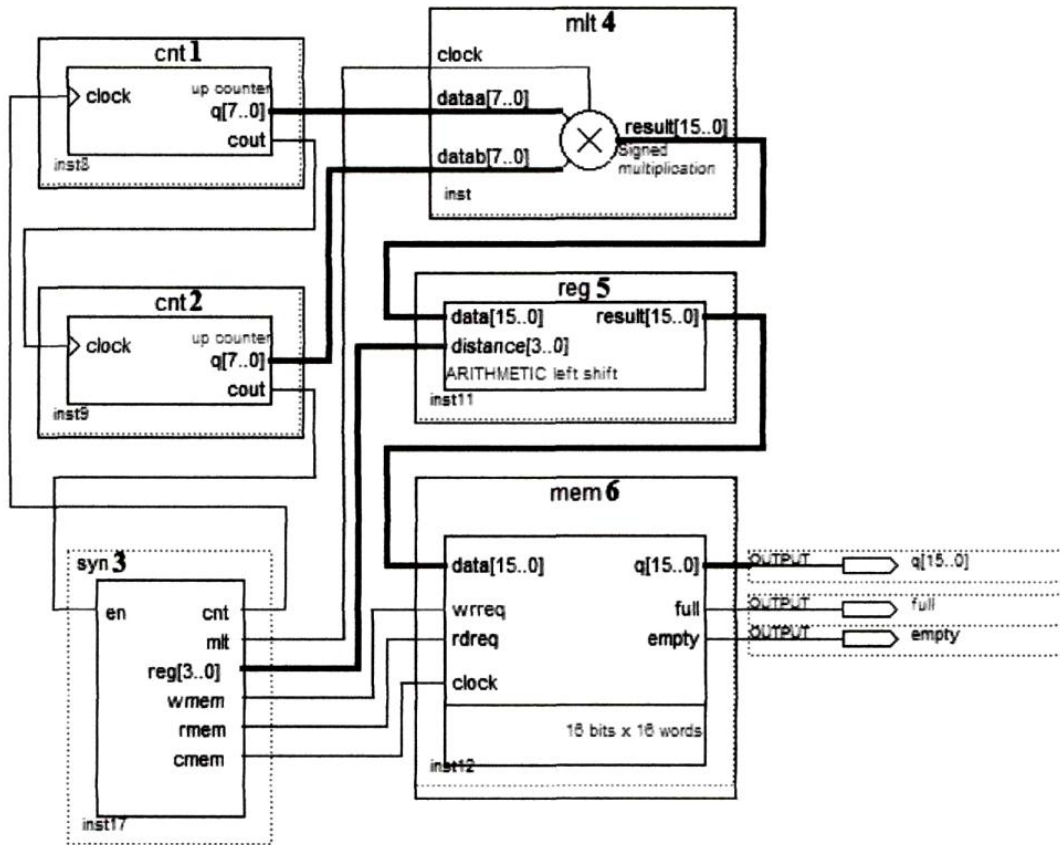 cnt 1
clock
up counter
q[7..0]
cout
inst8
mlt 4
clock
dataa[7..0]
datab[7..0]
result[15..0]
Signed
multiplication
inst
cnt 2
clock
up counter
q[7..0]
cout
inst9
reg 5
data[15..0]
result[15..0]
distance[3..0]
ARITHMETIC left shift
inst11
syn 3
en
cnt
mlt
reg[3..0]
wmem
rmem
cmem
inst17
mem 6
data[15..0]
q[15..0]
wrreq
full
rdreq
empty
clock
16 bits x 16 words
inst12
OUTPUT
q[15..0]
OUTPUT
full
OUTPUT
empty